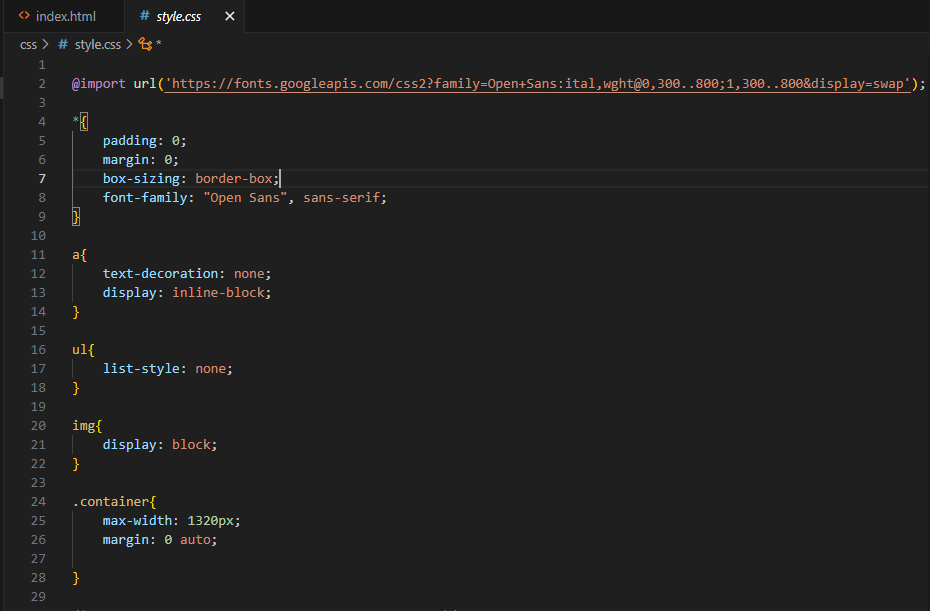 <> index.html # style.css ×
css > # style.css > *
1
2 @import url('https://fonts.googleapis.com/css2?family=Open+Sans:ital,wght@0,300..800;1,300..800&display=swap');
3
4 *{
5 padding: 0;
6 margin: 0;
7 box-sizing: border-box;
8 font-family: "Open Sans", sans-serif;
9 }
10
11 a{
12 text-decoration: none;
13 display: inline-block;
14 }
15
16 ul{
17 list-style: none;
18 }
19
20 img{
21 display: block;
22 }
23
24 .container{
25 max-width: 1320px;
26 margin: 0 auto;
27
28 }
29